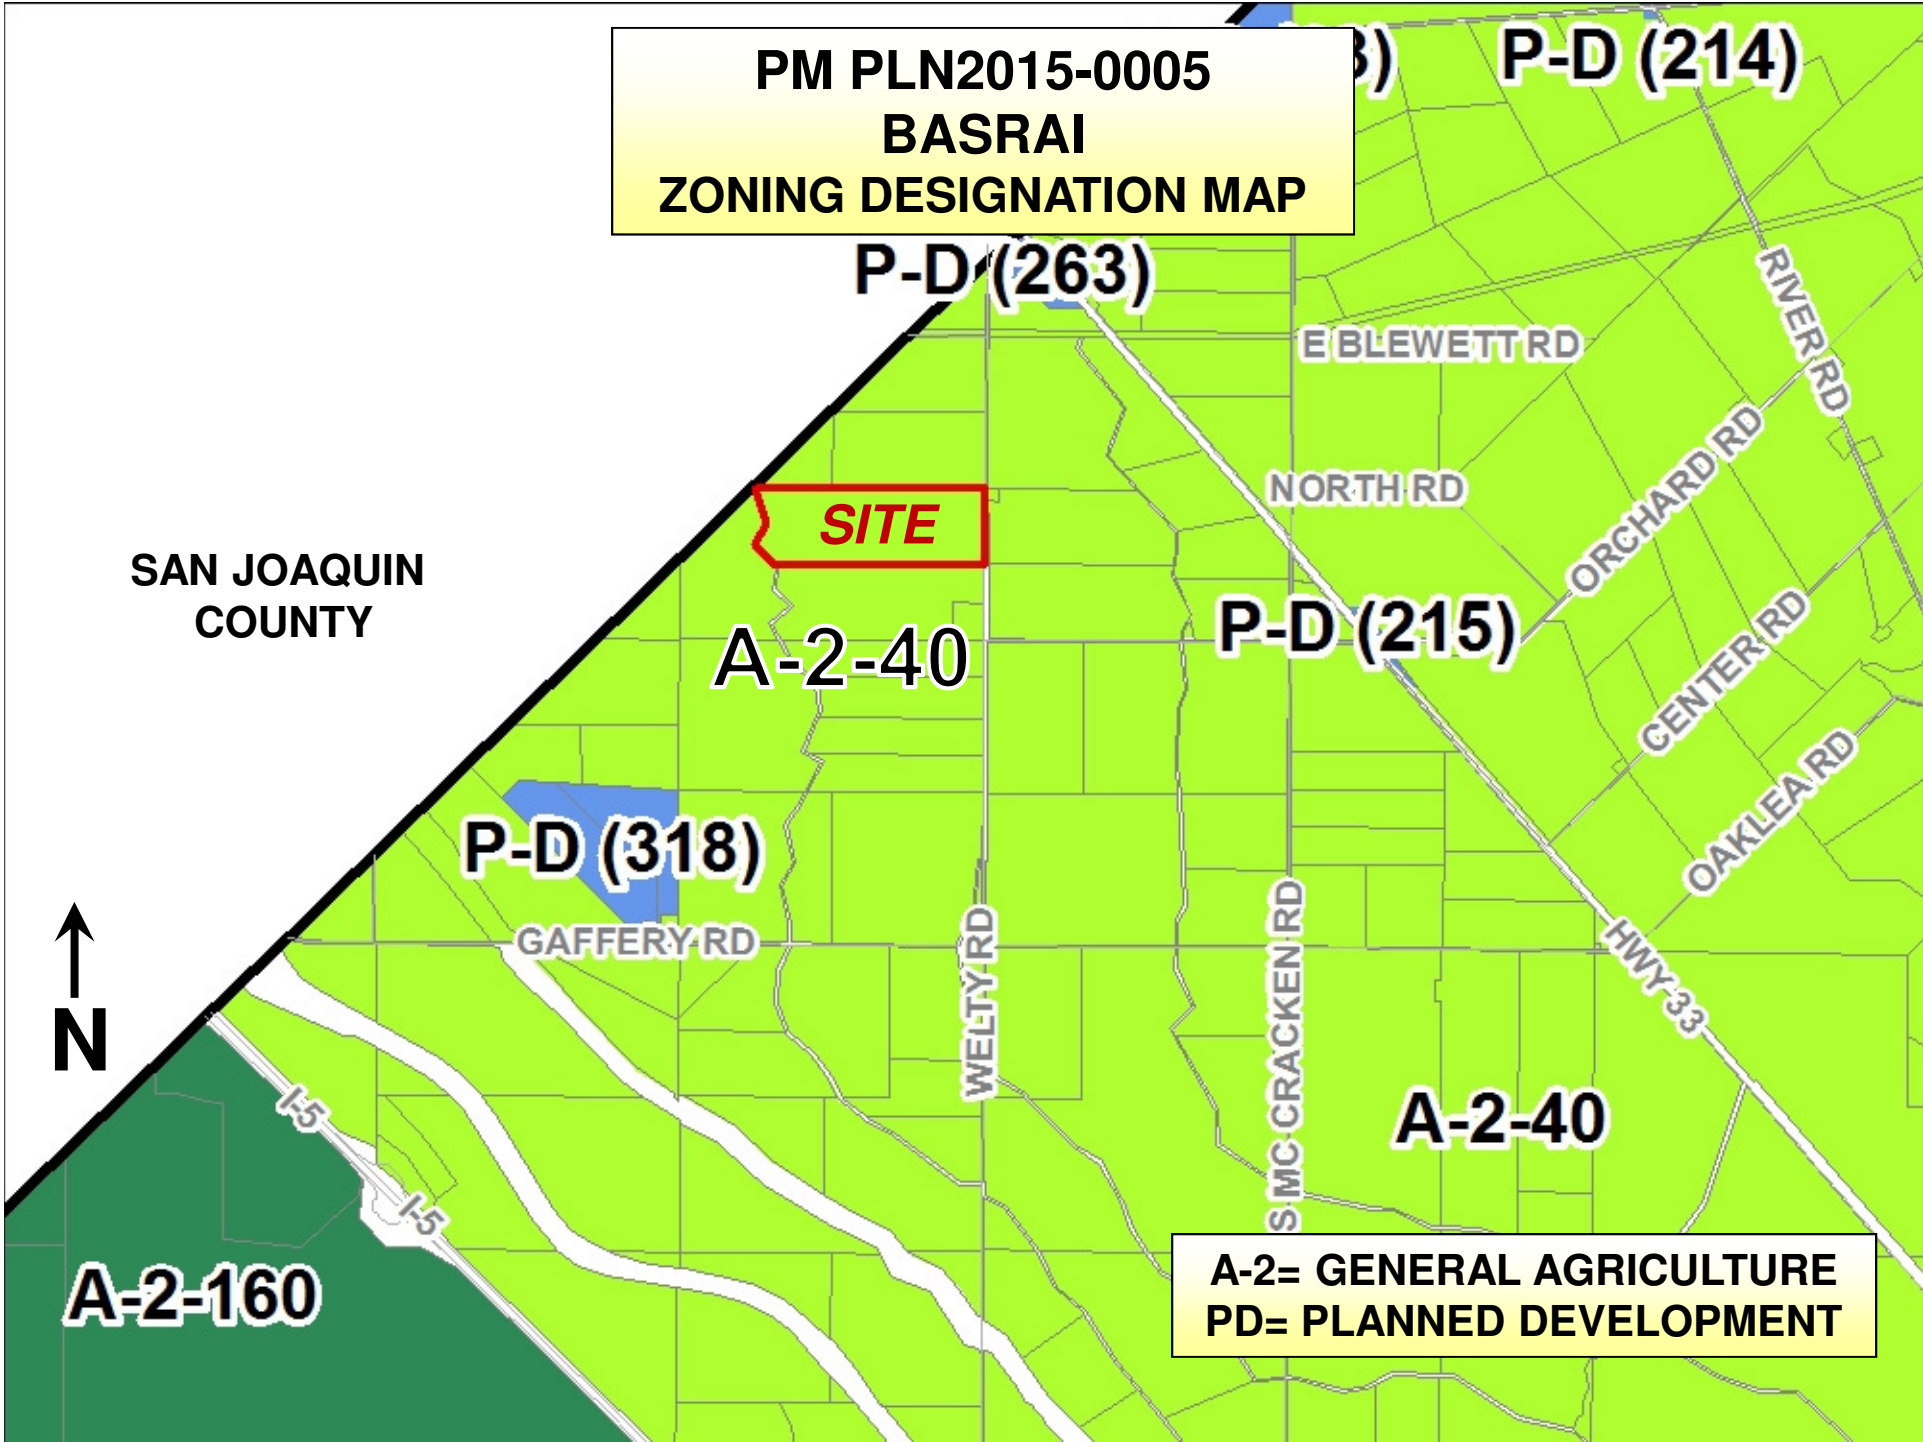 PM PLN2015-0005
BASRAI
ZONING DESIGNATION MAP
3)
P-D (214)
P-D (263)
E BLEWETT RD
RIVER RD
NORTH RD
ORCHARD RD
SITE
SAN JOAQUIN
COUNTY
A-2-40
P-D (215)
CENTER RD
OAKLEA RD
P-D (318)
GAFFERY RD
WELTY RD
S MC CRACKEN RD
HWY 33
N
I-5
I-5
A-2-40
A-2-160
A-2= GENERAL AGRICULTURE
PD= PLANNED DEVELOPMENT